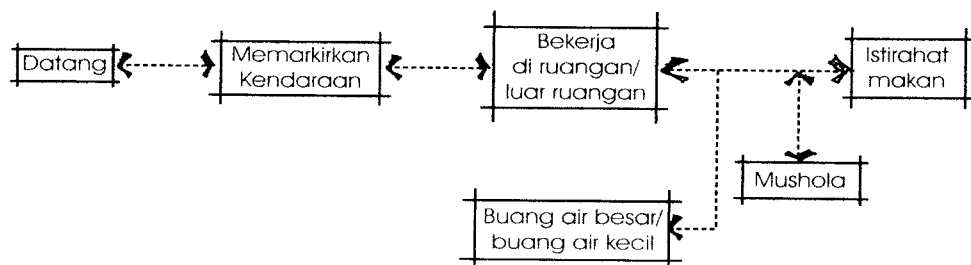 Datang
Memarkirkan
Kendaraan
Bekerja
di ruangan/
luar ruangan
Istirahat
makan
Mushola
Buang air besar/
buang air kecil